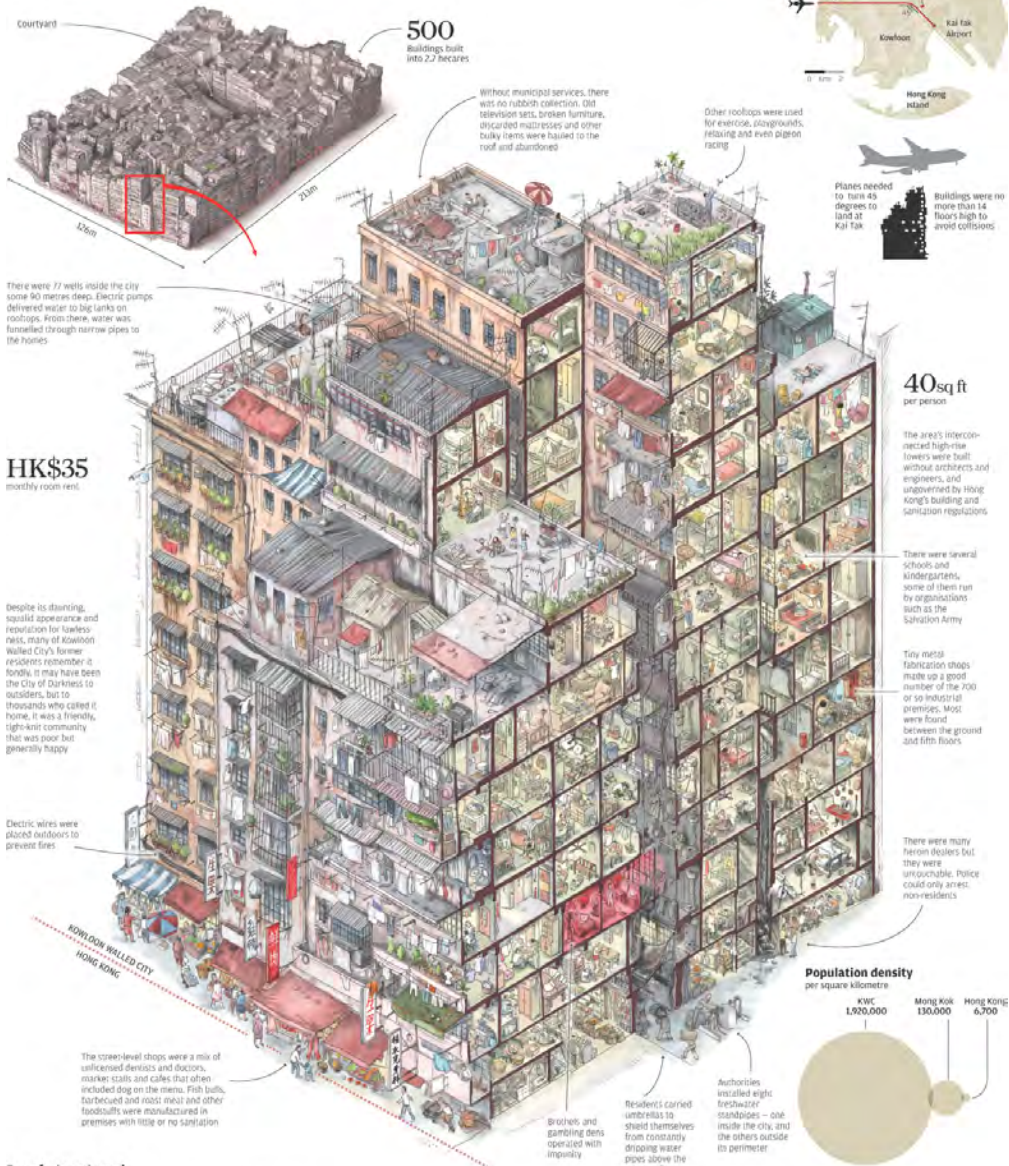 Courtyard
500
Buildings built
into 2.7 hecares
126m
213m
Without municipal services, there
was no rubbish collection. Old
television sets, broken furniture,
discarded mattresses and other
bulky items were hauled to the
roof and abandoned
Other rooftops were used
for exercise, playgrounds,
relaxing and even pigeon
racing
45°
Kowloon
Kai Tak
Airport
0 km 2
Hong Kong
Island
Planes needed
to turn 45
degrees to
land at
Kai Tak
Buildings were no
more than 14
floors high to
avoid collisions
There were 77 wells inside the city
some 90 metres deep. Electric pumps
delivered water to big tanks on
rooftops. From there, water was
funnelled through narrow pipes to
the homes
HK$35
monthly room rent
40sq ft
per person
The area's intercon-
nected high-rise
towers were built
without architects and
engineers, and
ungoverned by Hong
Kong's building and
sanitation regulations
There were several
schools and
kindergartens,
some of them run
by organisations
such as the
Salvation Army
Tiny metal
fabrication shops
made up a good
number of the 700
or so industrial
premises. Most
were found
between the ground
and fifth floors
Despite its daunting,
squalid appearance and
reputation for lawless-
ness, many of Kowloon
Walled City's former
residents remember it
fondly. It may have been
the City of Darkness to
outsiders, but to
thousands who called it
home, it was a friendly,
tight-knit community
that was poor but
generally happy
Electric wires were
placed outdoors to
prevent fires
There were many
heroin dealers but
they were
untouchable. Police
could only arrest
non-residents
KOWLOON WALLED CITY
HONG KONG
Population density
per square kilometre
KWC
1,920,000
Mong Kok
130,000
Hong Kong
6,700
The street-level shops were a mix of
unlicensed dentists and doctors,
market stalls and cafes that often
included dog on the menu. Fish balls,
barbecued and roast meat and other
foodstuffs were manufactured in
premises with little or no sanitation
Brothels and
gambling dens
operated with
impunity
Residents carried
umbrellas to
shield themselves
from constantly
dripping water
pipes above the
Authorities
installed eight
freshwater
standpipes – one
inside the city, and
the others outside
its perimeter